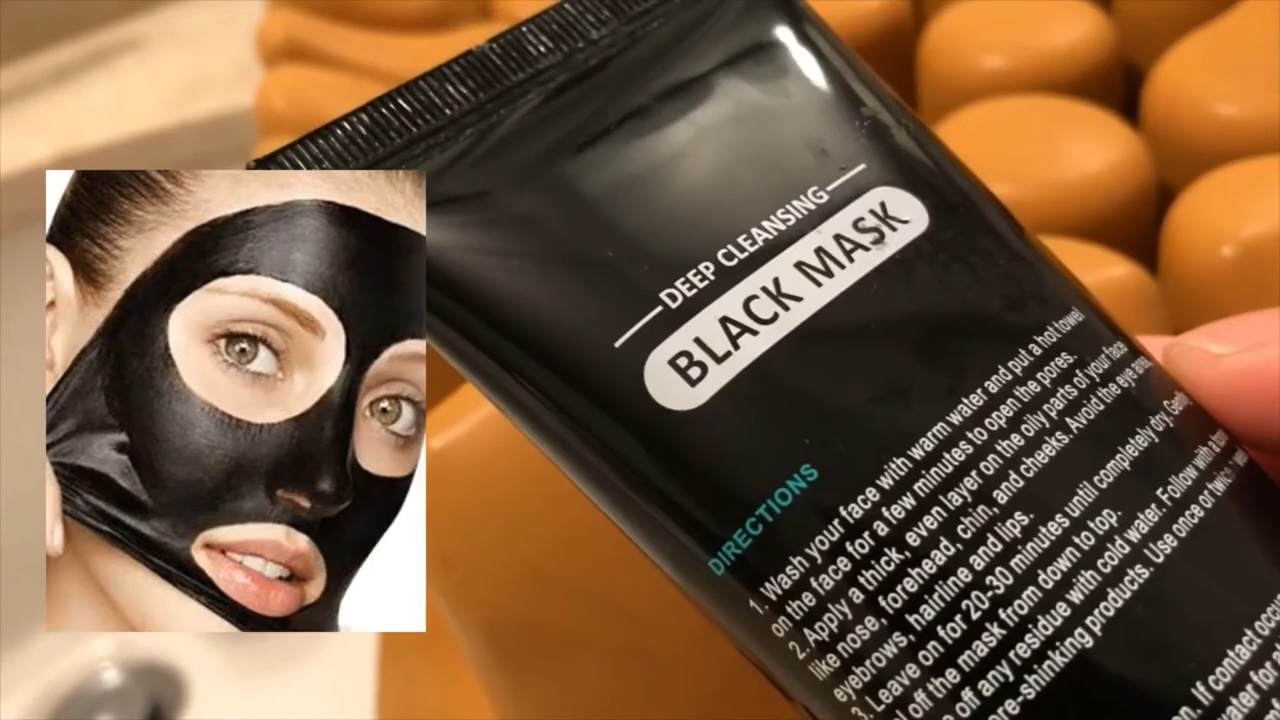 DEEP CLEANSING
BLACK MASK
DIRECTIONS
1. Wash your face with warm water and put a hot towel
on the face for a few minutes to open the pores.
2. Apply a thick, even layer on the oily parts of your face
like nose, forehead, chin, and cheeks. Avoid the eye area,
eyebrows, hairline and lips.
3. Leave on for 20-30 minutes until completely dry.
off the mask from down to top.
off any residue with cold water. Follow with a
re-shinking products. Use once or twice
If contact
for